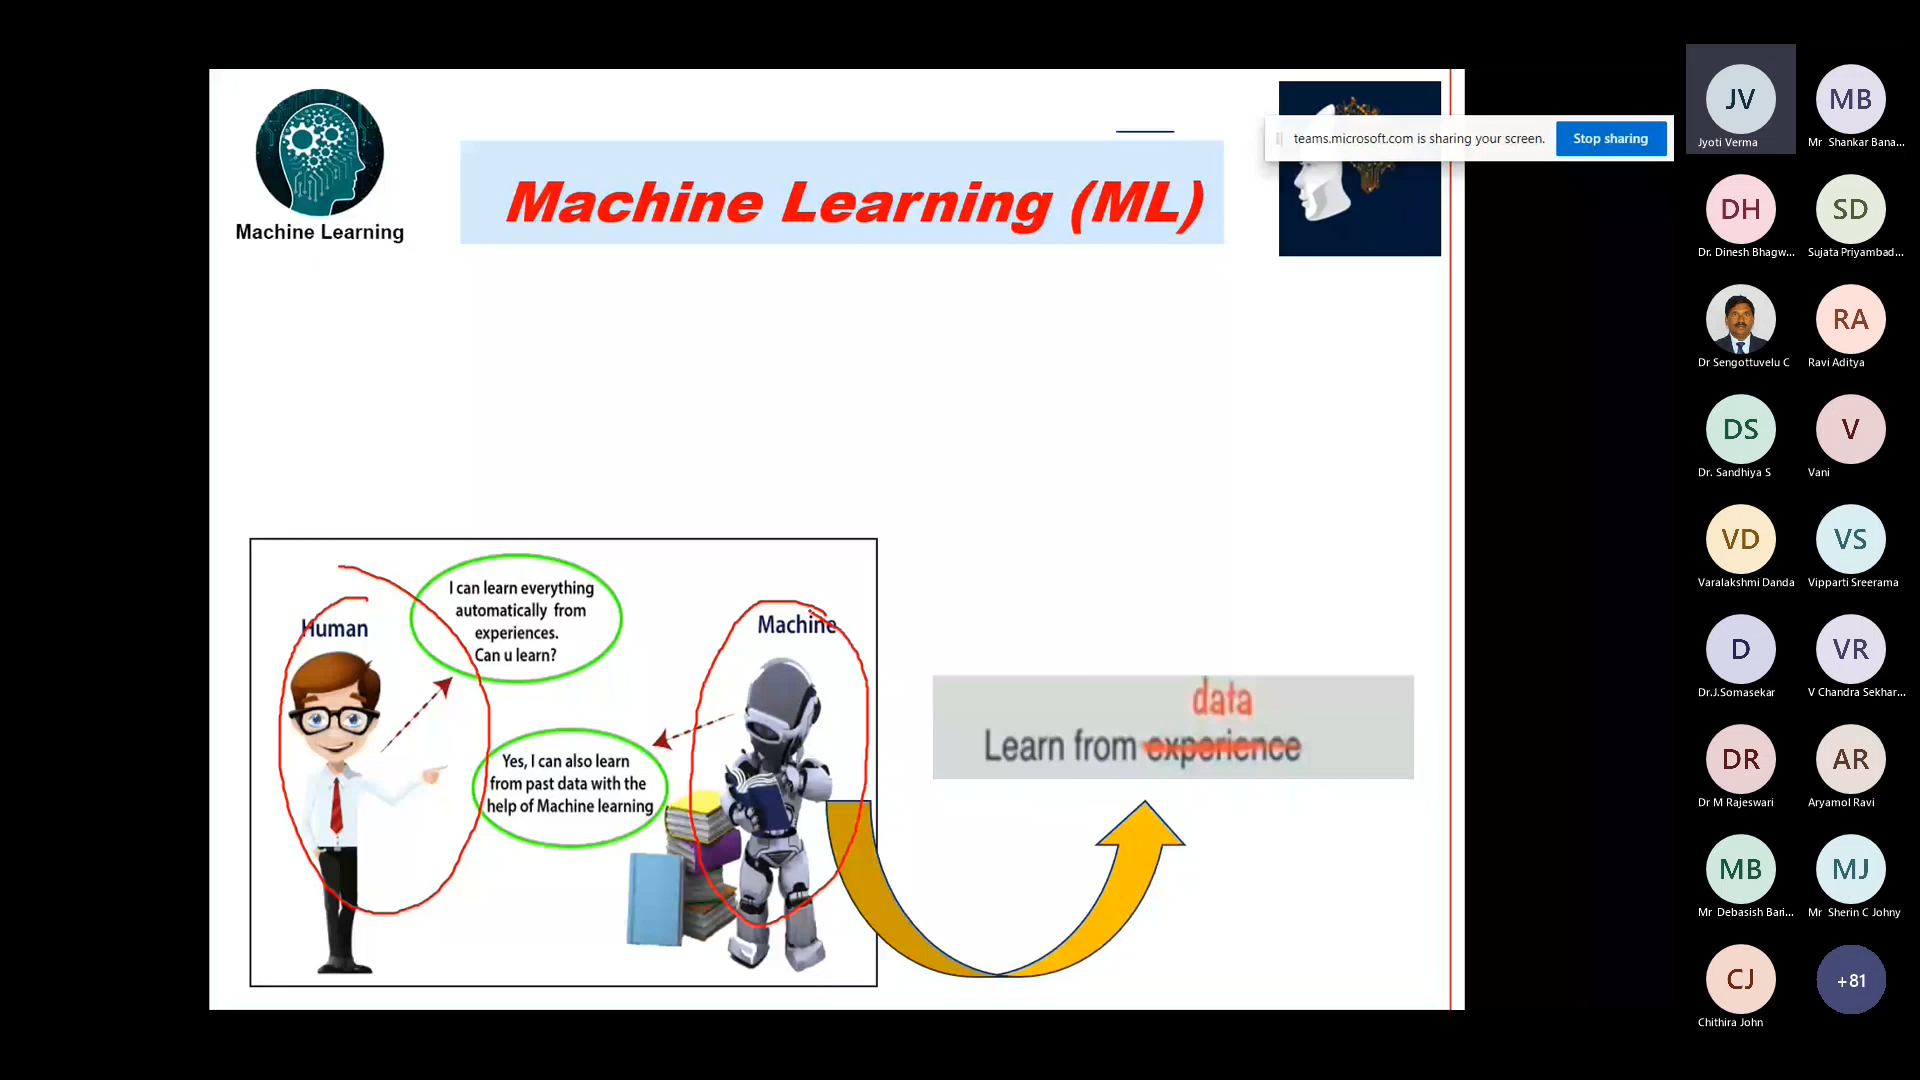 Machine Learning
Machine Learning (ML)
teams.microsoft.com is sharing your screen.
Stop sharing
Human
I can learn everything
automatically from
experiences.
Can u learn?
Machine
Yes, I can also learn
from past data with the
help of Machine learning
data
Learn from experience
JV
Jyoti Verma
MB
Mr Shankar Bana...
DH
Dr. Dinesh Bhagw...
SD
Sujata Priyambad...
Dr Sengottuvelu C
RA
Ravi Aditya
DS
Dr. Sandhiya S
V
Vani
VD
Varalakshmi Danda
VS
Vipparti Sreerama
D
Dr.J.Somasekar
VR
V Chandra Sekhar...
DR
Dr M Rajeswari
AR
Aryamol Ravi
MB
Mr Debasish Bari...
MJ
Mr Sherin C Johny
CJ
Chithira John
+81